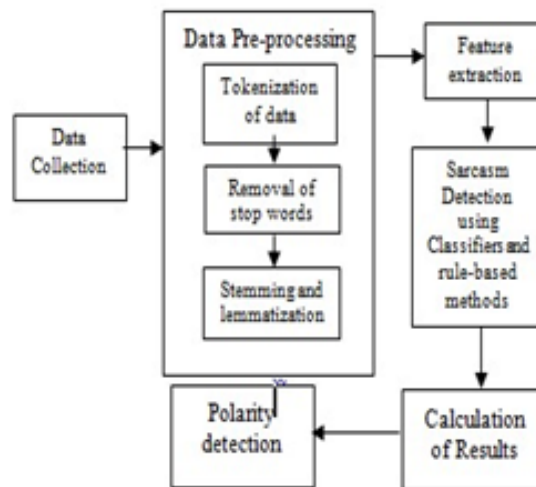 Data Pre-processing
Tokenization
of data
Removal of
stop words
Stemming and
lemmatization
Data
Collection
Feature
extraction
Sarcasm
Detection
using
Classifiers and
rule-based
methods
Calculation
of Results
Polarity
detection